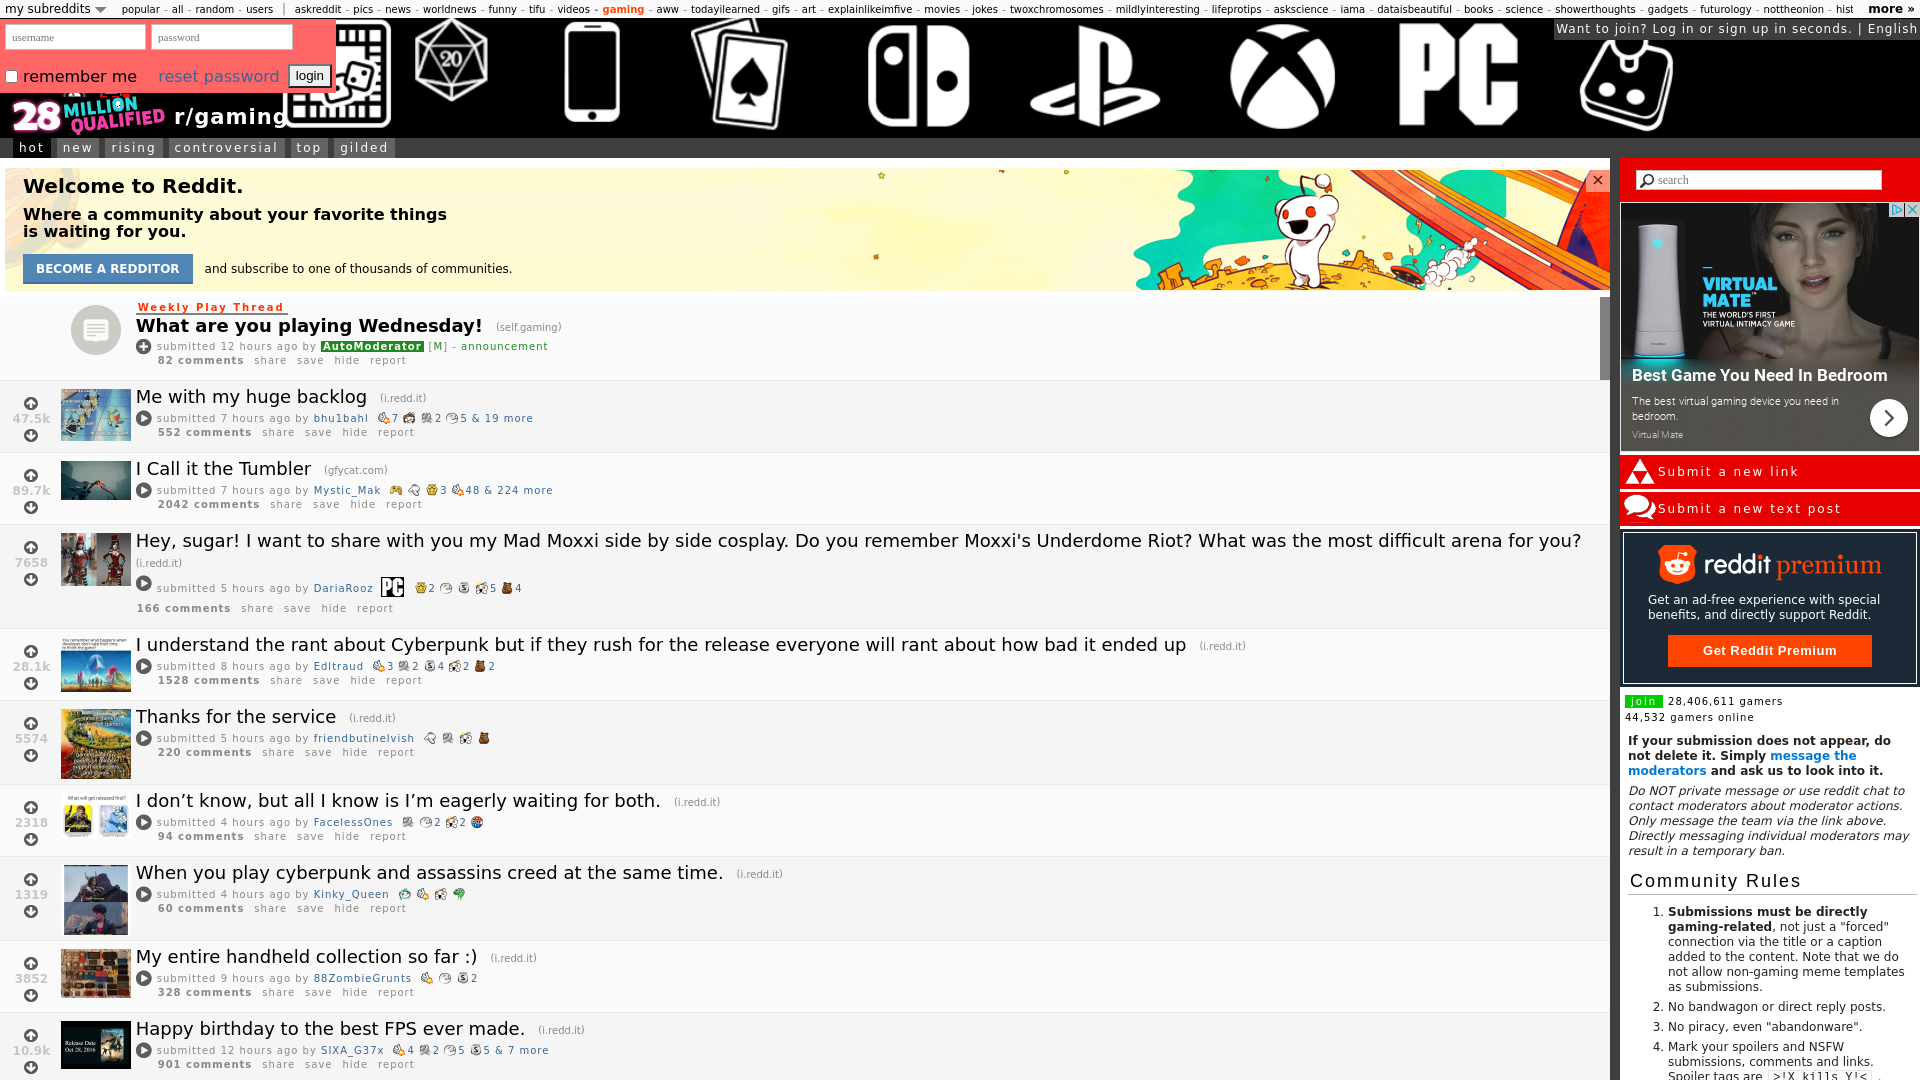 my subreddits
popular - all - random - users | askreddit - pics - news - worldnews - funny - tifu - videos - gaming - aww - todayilearned - gifs - art - explainlikeimfive - movies - jokes - twoxchromosomes - mildlyinteresting - lifeprotips - askscience - iama - dataisbeautiful - books - science - showerthoughts - gadgets - futurology - nottheonion - hist
more »
username password
remember me reset password login
Want to join? Log in or sign up in seconds. | English
20
PC
28 MILLION QUALIFIED r/gaming
hot new rising controversial top gilded
Welcome to Reddit.
Where a community about your favorite things
is waiting for you.
BECOME A REDDITOR and subscribe to one of thousands of communities.
Weekly Play Thread
What are you playing Wednesday! (self.gaming)
submitted 12 hours ago by AutoModerator [M] - announcement
82 comments share save hide report
47.5k
Me with my huge backlog (i.redd.it)
submitted 7 hours ago by bhu1bahl 7 2 5 & 19 more
552 comments share save hide report
89.7k
I Call it the Tumbler (gfycat.com)
submitted 7 hours ago by Mystic_Mak 3 48 & 224 more
2042 comments share save hide report
7658
Hey, sugar! I want to share with you my Mad Moxxi side by side cosplay. Do you remember Moxxi's Underdome Riot? What was the most difficult arena for you?
(i.redd.it)
submitted 5 hours ago by DariaRooz PC 2 5 4
166 comments share save hide report
28.1k
I understand the rant about Cyberpunk but if they rush for the release everyone will rant about how bad it ended up (i.redd.it)
submitted 8 hours ago by Edltraud 3 2 4 2 2
1528 comments share save hide report
5574
Thanks for the service (i.redd.it)
submitted 5 hours ago by friendbutinelvish
220 comments share save hide report
2318
What will get released first?
I don’t know, but all I know is I’m eagerly waiting for both. (i.redd.it)
submitted 4 hours ago by FacelessOnes 2 2
94 comments share save hide report
1319
When you play cyberpunk and assassins creed at the same time. (i.redd.it)
submitted 4 hours ago by Kinky_Queen
60 comments share save hide report
3852
My entire handheld collection so far :) (i.redd.it)
submitted 9 hours ago by 88ZombieGrunts 2
328 comments share save hide report
10.9k
Release Date
Oct 28, 2016
Happy birthday to the best FPS ever made. (i.redd.it)
submitted 12 hours ago by SIXA_G37x 4 2 5 5 & 7 more
901 comments share save hide report
search
VIRTUAL
MATE™
THE WORLD'S FIRST
VIRTUAL INTIMACY GAME
Best Game You Need In Bedroom
The best virtual gaming device you need in
bedroom.
Virtual Mate
Submit a new link
Submit a new text post
reddit premium
Get an ad-free experience with special
benefits, and directly support Reddit.
Get Reddit Premium
join 28,406,611 gamers
44,532 gamers online
If your submission does not appear, do
not delete it. Simply message the
moderators and ask us to look into it.
Do NOT private message or use reddit chat to
contact moderators about moderator actions.
Only message the team via the link above.
Directly messaging individual moderators may
result in a temporary ban.
Community Rules
1. Submissions must be directly
gaming-related, not just a "forced"
connection via the title or a caption
added to the content. Note that we do
not allow non-gaming meme templates
as submissions.
2. No bandwagon or direct reply posts.
3. No piracy, even "abandonware".
4. Mark your spoilers and NSFW
submissions, comments and links.
Spoiler tags are >!X kills Y!< .